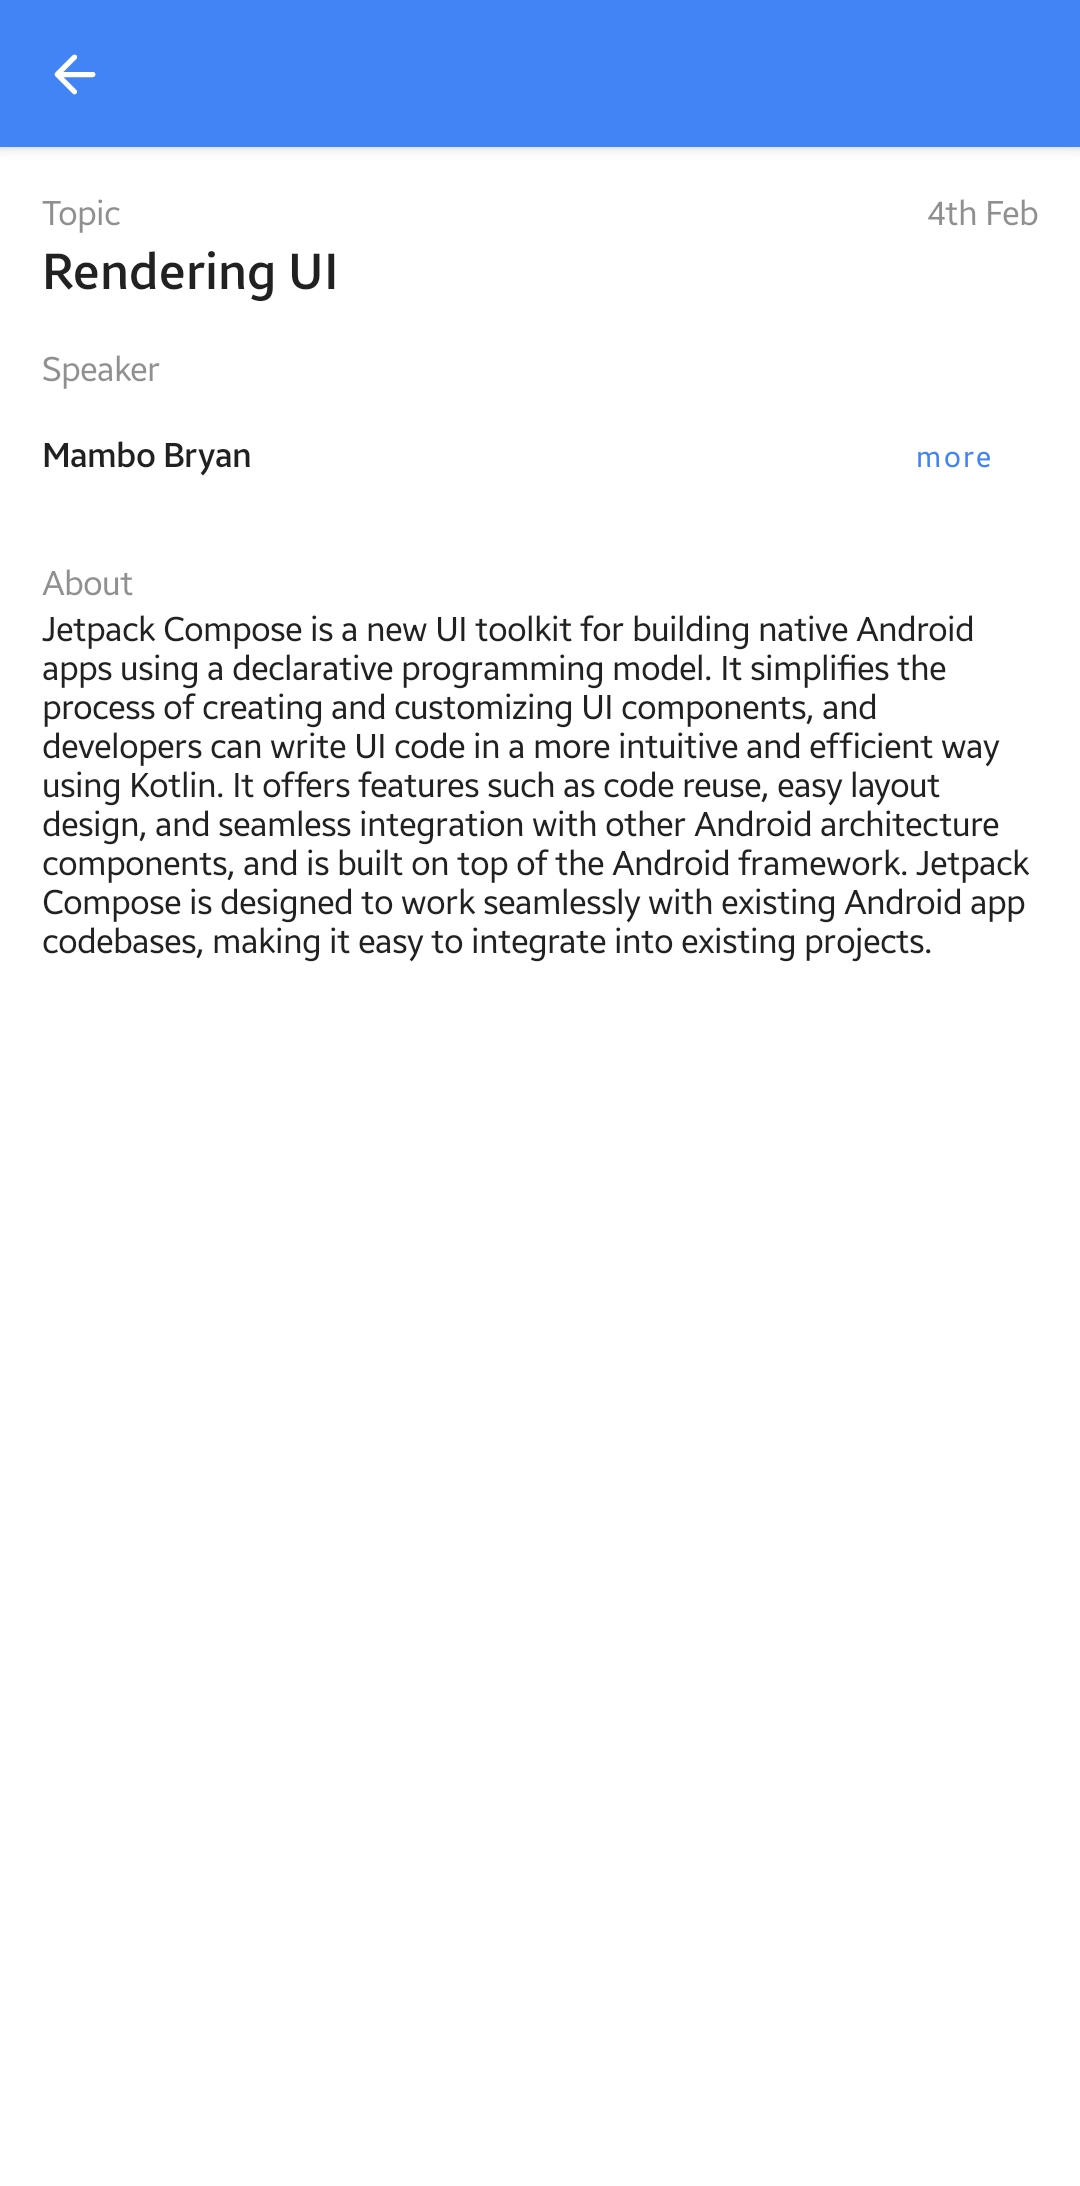 Topic
4th Feb
Rendering UI
Speaker
Mambo Bryan
more
About
Jetpack Compose is a new UI toolkit for building native Android
apps using a declarative programming model. It simplifies the
process of creating and customizing UI components, and
developers can write UI code in a more intuitive and efficient way
using Kotlin. It offers features such as code reuse, easy layout
design, and seamless integration with other Android architecture
components, and is built on top of the Android framework. Jetpack
Compose is designed to work seamlessly with existing Android app
codebases, making it easy to integrate into existing projects.